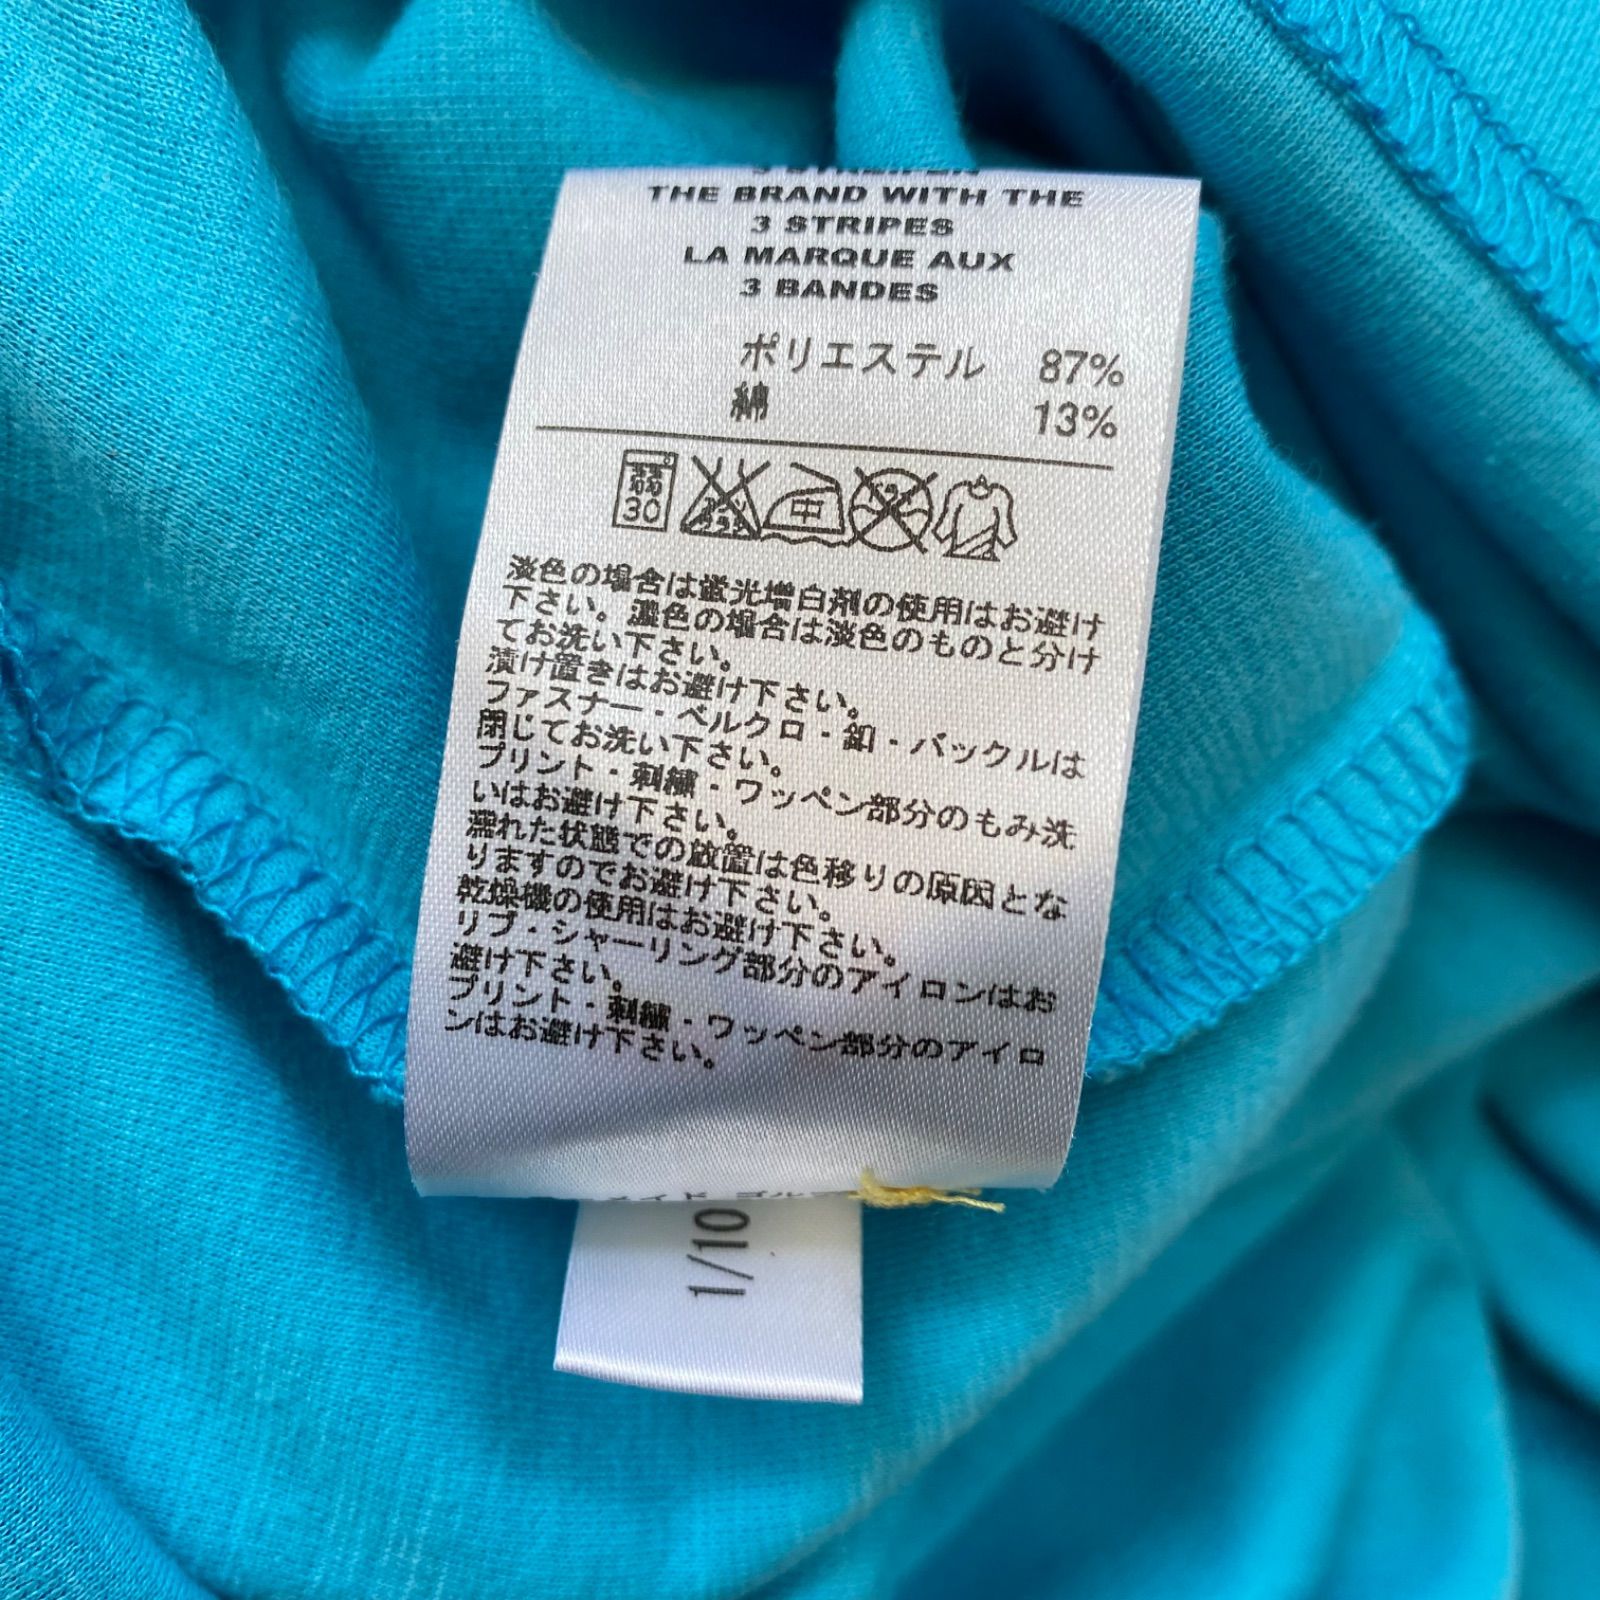 THE BRAND WITH THE
3 STRIPES
LA MARQUE AUX
3 BANDES
ポリエステル 87%
綿 13%
30
中
淡色の場合は蛍光増白剤の使用はお避け
下さい。濃色の場合は淡色のものと分け
てお洗い下さい。
漬け置きはお避け下さい。
ファスナー・ベルクロ・釦・バックルは
閉じてお洗い下さい。
プリント・刺繍・ワッペン部分のもみ洗
いはお避け下さい。
濡れた状態での放置は色移りの原因とな
りますのでお避け下さい。
乾燥機の使用はお避け下さい。
リブ・シャーリング部分のアイロンはお
避け下さい。
プリント・刺繍・ワッペン部分のアイロ
ンはお避け下さい。
1/10